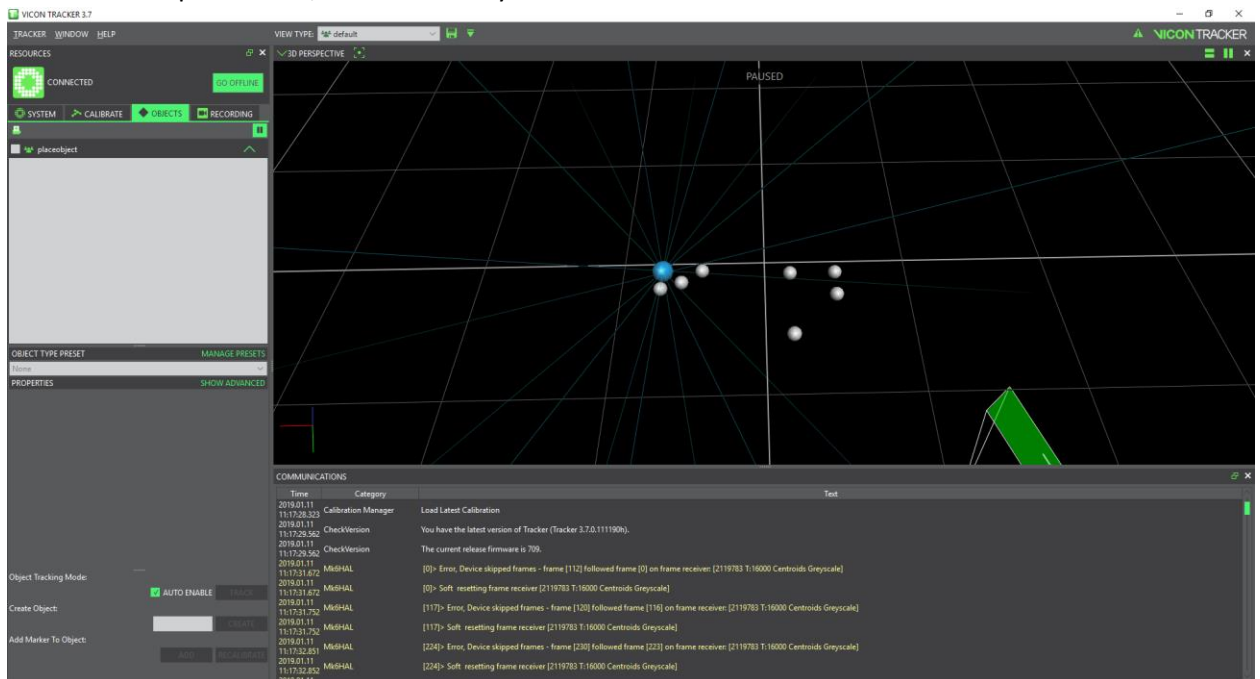 VICON TRACKER 3.7
TRACKER WINDOW HELP
VIEW TYPE: default
VICON TRACKER
RESOURCES
3D PERSPECTIVE
CONNECTED
GO OFFLINE
PAUSED
SYSTEM CALIBRATE OBJECTS RECORDING
placeobject
OBJECT TYPE PRESET MANAGE PRESETS
None
PROPERTIES SHOW ADVANCED
Object Tracking Mode:
AUTO ENABLE TRACK
Create Object:
CREATE
Add Marker To Object:
ADD RECALIBRATE
COMMUNICATIONS
Time Category Text
2019.01.11
11:17:28.323 Calibration Manager Load Latest Calibration
2019.01.11
11:17:29.562 CheckVersion You have the latest version of Tracker (Tracker 3.7.0.111190h).
2019.01.11
11:17:29.562 CheckVersion The current release firmware is 709.
2019.01.11
11:17:31.672 Mk6HAL [0]> Error, Device skipped frames - frame [112] followed frame [0] on frame receiver: [2119783 T:16000 Centroids Greyscale]
2019.01.11
11:17:31.672 Mk6HAL [0]> Soft resetting frame receiver [2119783 T:16000 Centroids Greyscale]
2019.01.11
11:17:31.752 Mk6HAL [117]> Error, Device skipped frames - frame [120] followed frame [116] on frame receiver: [2119783 T:16000 Centroids Greyscale]
2019.01.11
11:17:31.752 Mk6HAL [117]> Soft resetting frame receiver [2119783 T:16000 Centroids Greyscale]
2019.01.11
11:17:32.851 Mk6HAL [224]> Error, Device skipped frames - frame [230] followed frame [223] on frame receiver: [2119783 T:16000 Centroids Greyscale]
2019.01.11
11:17:32.852 Mk6HAL [224]> Soft resetting frame receiver [2119783 T:16000 Centroids Greyscale]